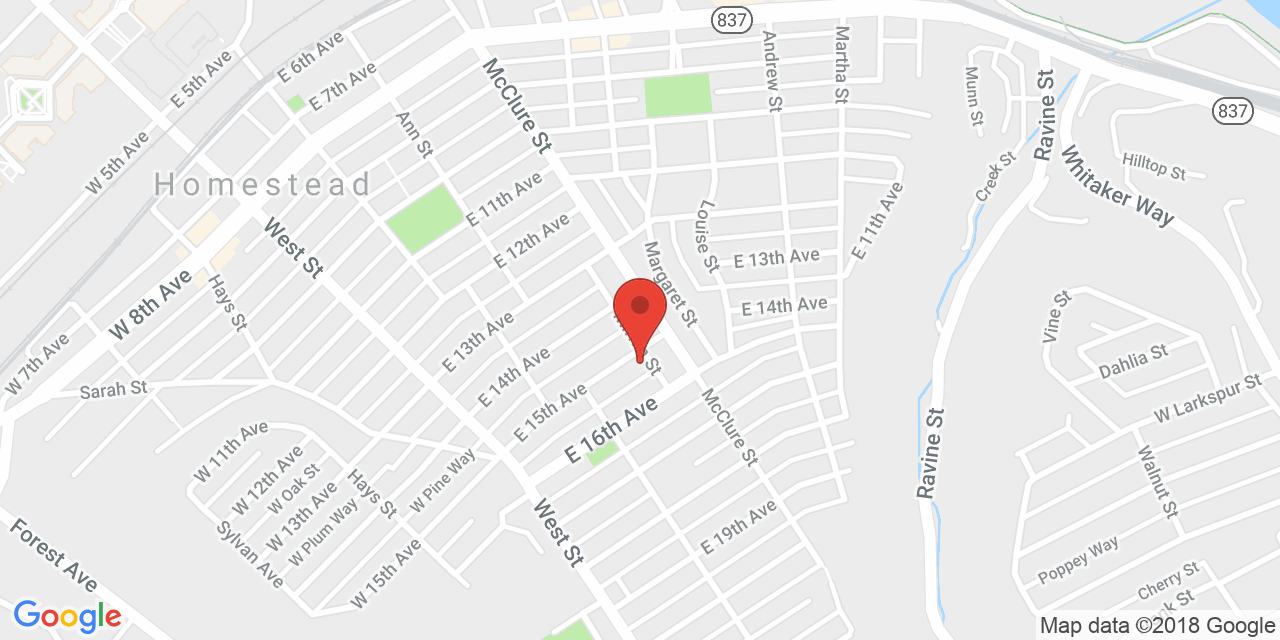 837
E 6th Ave
E 5th Ave
E 7th Ave
McClure St
Andrew St
Martha St
Munn St
Ravine St
837
Ann St
W 5th Ave
Hilltop St
Creek St
Whitaker Way
Homestead
E 11th Ave
E 12th Ave
Louise St
E 11th Ave
West St
Margaret St
E 13th Ave
W 8th Ave
Hays St
E 14th Ave
Vine St
E 13th Ave
W 7th Ave
E 14th Ave
St
Dahlia St
Sarah St
W Larkspur St
E 15th Ave
E 16th Ave
McClure St
W 11th Ave
Ravine St
W 12th Ave
W Oak St
W Pine Way
Walnut St
Hays St
W 13th Ave
W Plum Way
West St
E 19th Ave
Sylvan Ave
Forest Ave
W 15th Ave
Poppey Way
Cherry St
St
Google
Map data ©2018 Google